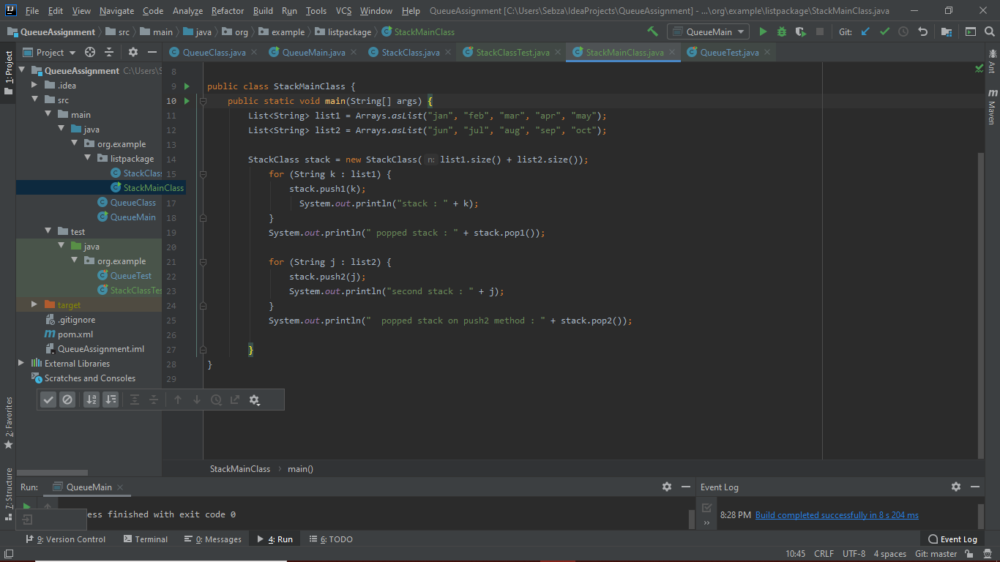 File Edit View Navigate Code Analyze Refactor Build Run Tools VCS Window Help QueueAssignment [C:\Users\Sebza\IdeaProjects\QueueAssignment] - ...\org\example\listpackage\StackMainClass.java
QueueAssignment src main java org example listpackage StackMainClass QueueMain Git:
Project QueueClass.java QueueMain.java StackClass.java StackClassTest.java StackMainClass.java QueueTest.java
1: Project
QueueAssignment C:\Users\S
.idea
src
main
java
org.example
listpackage
StackClass
StackMainClass
QueueClass
QueueMain
test
java
org.example
QueueTest
StackClassTes
target
.gitignore
pom.xml
QueueAssignment.iml
External Libraries
Scratches and Consoles
2: Favorites
7: Structure
8
9 public class StackMainClass {
10 public static void main(String[] args) {
11 List<String> list1 = Arrays.asList("jan", "feb", "mar", "apr", "may");
12 List<String> list2 = Arrays.asList("jun", "jul", "aug", "sep", "oct");
13
14 StackClass stack = new StackClass( n: list1.size() + list2.size());
15 for (String k : list1) {
stack.push1(k);
17 System.out.println("stack : " + k);
18 }
19 System.out.println(" popped stack : " + stack.pop1());
20
21 for (String j : list2) {
22 stack.push2(j);
23 System.out.println("second stack : " + j);
24 }
25 System.out.println("  popped stack on push2 method : " + stack.pop2());
26
27 }
28 }
29
Ant
m Maven
StackMainClass main()
Run: QueueMain
ess finished with exit code 0
Event Log
8:28 PM Build completed successfully in 8 s 204 ms
9: Version Control Terminal 0: Messages 4: Run 6: TODO Event Log
10:45 CRLF UTF-8 4 spaces Git: master